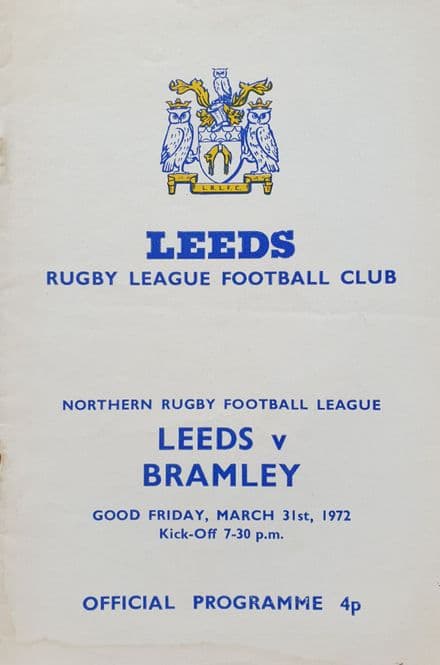 L.R.L.F.C.
LEEDS
RUGBY LEAGUE FOOTBALL CLUB
NORTHERN RUGBY FOOTBALL LEAGUE
LEEDS v
BRAMLEY
GOOD FRIDAY, MARCH 31st, 1972
Kick-Off 7-30 p.m.
OFFICIAL PROGRAMME 4p